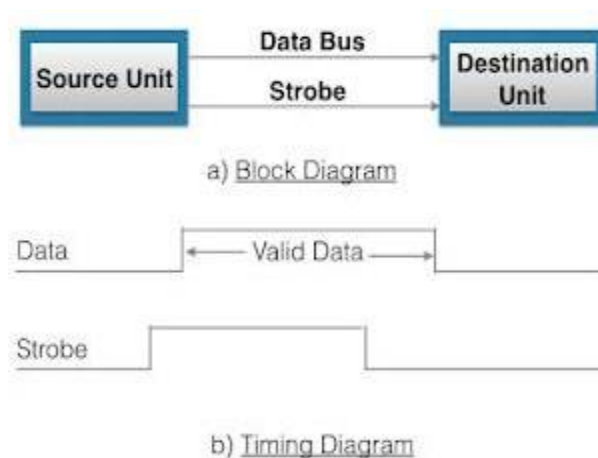 Source Unit
Data Bus
Strobe
Destination
Unit
a) Block Diagram
Data
Valid Data
Strobe
b) Timing Diagram